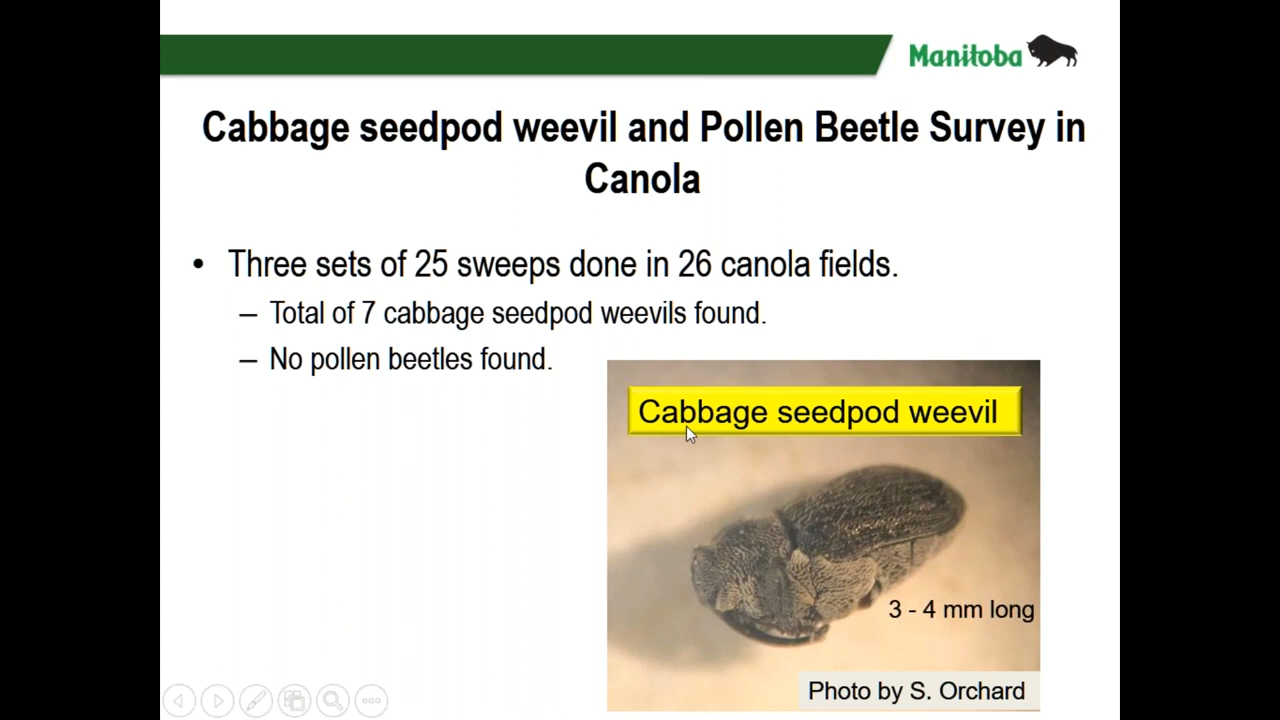 Manitoba
Cabbage seedpod weevil and Pollen Beetle Survey in
Canola
• Three sets of 25 sweeps done in 26 canola fields.
– Total of 7 cabbage seedpod weevils found.
– No pollen beetles found.
Cabbage seedpod weevil
3 - 4 mm long
Photo by S. Orchard